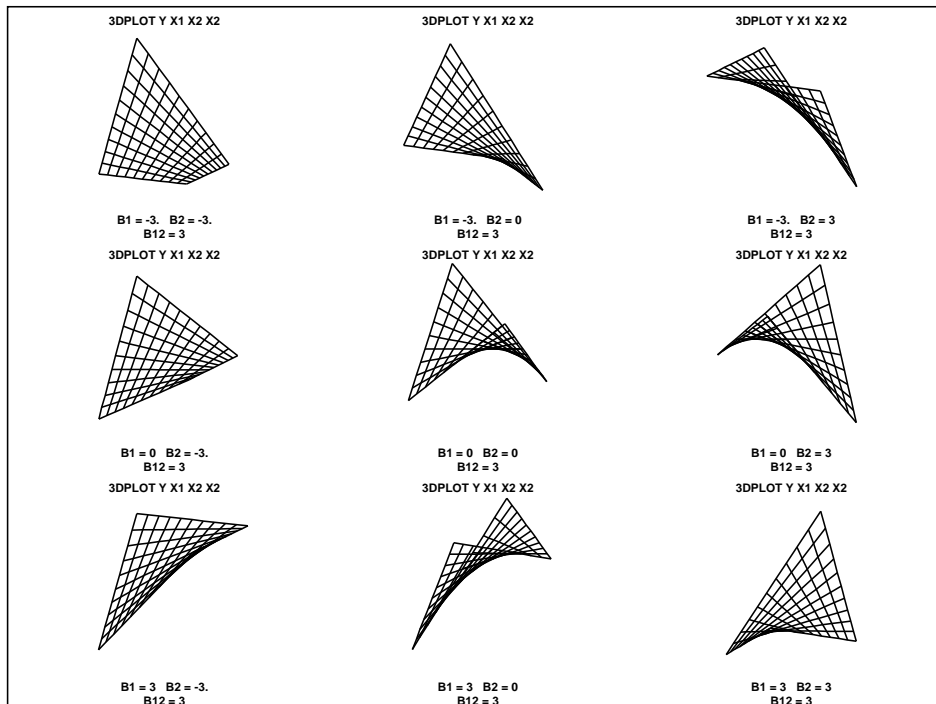 3DPLOT Y X1 X2 X2
3DPLOT Y X1 X2 X2
3DPLOT Y X1 X2 X2
B1 = -3. B2 = -3.
B12 = 3
B1 = -3. B2 = 0
B12 = 3
B1 = -3. B2 = 3
B12 = 3
3DPLOT Y X1 X2 X2
3DPLOT Y X1 X2 X2
3DPLOT Y X1 X2 X2
B1 = 0 B2 = -3.
B12 = 3
B1 = 0 B2 = 0
B12 = 3
B1 = 0 B2 = 3
B12 = 3
3DPLOT Y X1 X2 X2
3DPLOT Y X1 X2 X2
3DPLOT Y X1 X2 X2
B1 = 3 B2 = -3.
B12 = 3
B1 = 3 B2 = 0
B12 = 3
B1 = 3 B2 = 3
B12 = 3